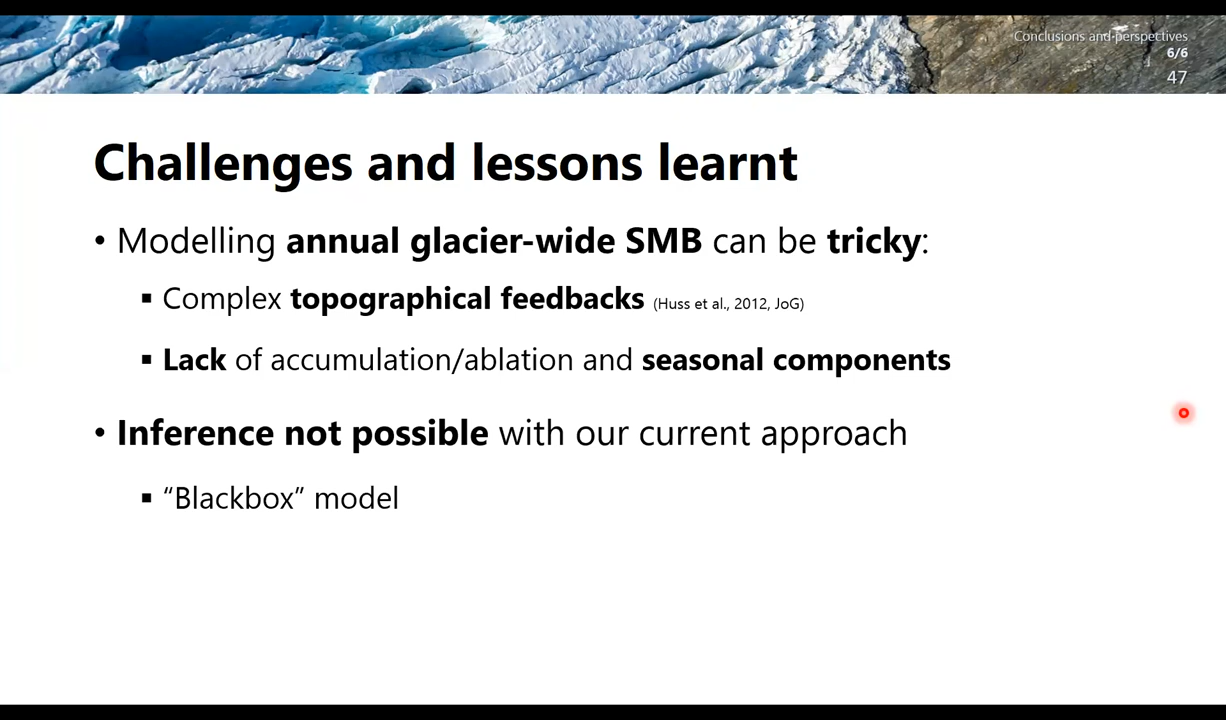 Conclusions and perspectives
6/6
47
Challenges and lessons learnt
• Modelling annual glacier-wide SMB can be tricky:
▪ Complex topographical feedbacks (Huss et al., 2012, JoG)
▪ Lack of accumulation/ablation and seasonal components
• Inference not possible with our current approach
▪ “Blackbox” model